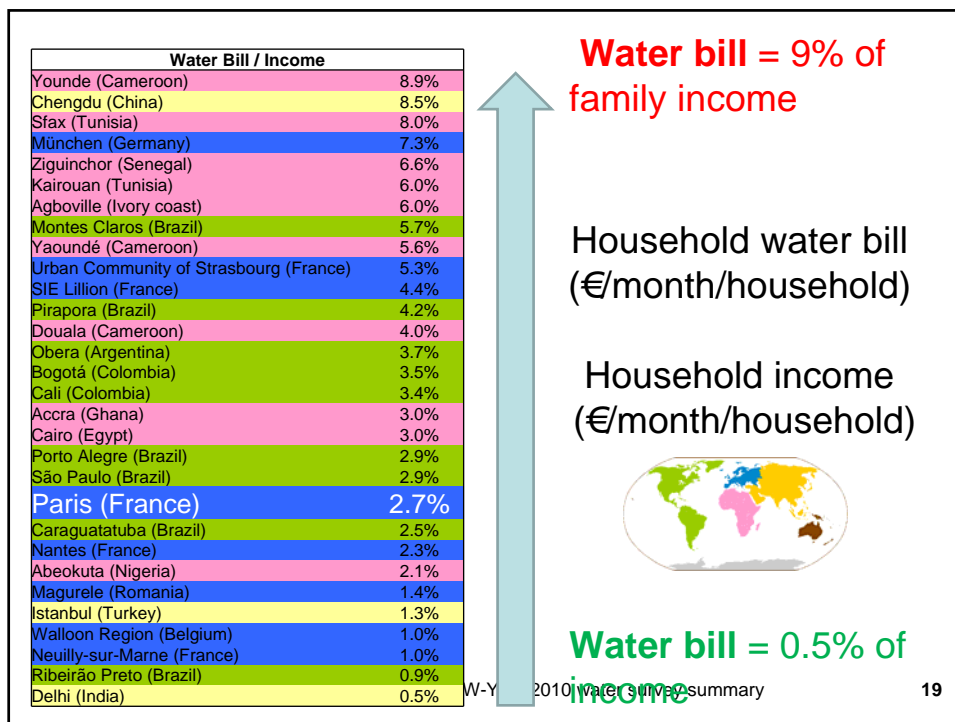 Water Bill / Income
Younde (Cameroon) 8.9%
Chengdu (China) 8.5%
Sfax (Tunisia) 8.0%
München (Germany) 7.3%
Ziguinchor (Senegal) 6.6%
Kairouan (Tunisia) 6.0%
Agboville (Ivory coast) 6.0%
Montes Claros (Brazil) 5.7%
Yaoundé (Cameroon) 5.6%
Urban Community of Strasbourg (France) 5.3%
SIE Lillion (France) 4.4%
Pirapora (Brazil) 4.2%
Douala (Cameroon) 4.0%
Obera (Argentina) 3.7%
Bogotá (Colombia) 3.5%
Cali (Colombia) 3.4%
Accra (Ghana) 3.0%
Cairo (Egypt) 3.0%
Porto Alegre (Brazil) 2.9%
São Paulo (Brazil) 2.9%
Paris (France) 2.7%
Caraguatatuba (Brazil) 2.5%
Nantes (France) 2.3%
Abeokuta (Nigeria) 2.1%
Magurele (Romania) 1.4%
Istanbul (Turkey) 1.3%
Walloon Region (Belgium) 1.0%
Neuilly-sur-Marne (France) 1.0%
Ribeirão Preto (Brazil) 0.9%
Delhi (India) 0.5%
Water bill = 9% of
family income
Household water bill
(€/month/household)
Household income
(€/month/household)
Water bill = 0.5% of
income
2010 water survey summary 19